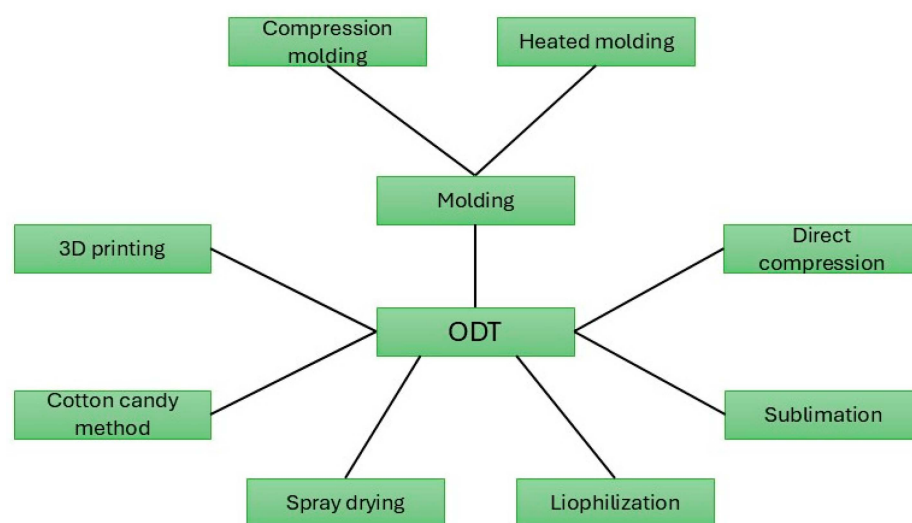 Compression
molding
Heated molding
Molding
3D printing
Direct
compression
ODT
Cotton candy
method
Sublimation
Spray drying
Liophilization